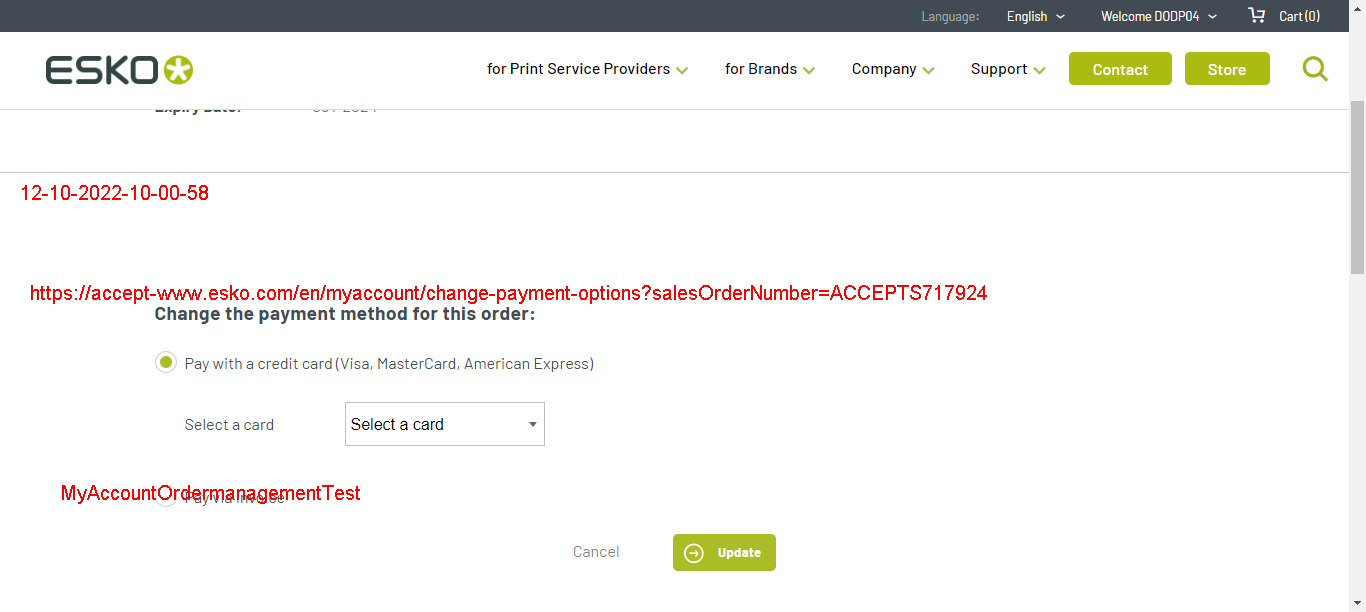 Language: English Welcome DODP04 Cart (0)
ESKO for Print Service Providers for Brands Company Support Contact Store
Expiry Date:
12-10-2022-10-00-58
https://accept-www.esko.com/en/myaccount/change-payment-options?salesOrderNumber=ACCEPTS717924
Change the payment method for this order:
Pay with a credit card (Visa, MasterCard, American Express)
Select a card Select a card
MyAccountOrdermanagementTest
Pay via invoice
Cancel Update